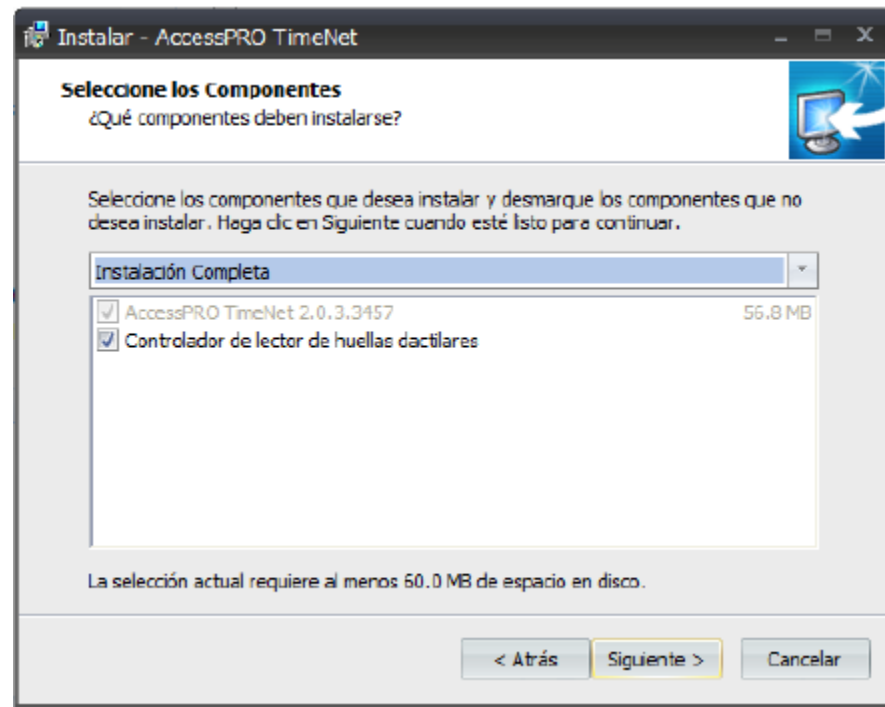 Instalar - AccessPRO TimeNet
Seleccione los Componentes
¿Qué componentes deben instalarse?
Seleccione los componentes que desea instalar y desmarque los componentes que no
desea instalar. Haga clic en Siguiente cuando esté listo para continuar.
Instalación Completa
AccessPRO TimeNet 2.0.3.3457 56.8 MB
Controlador de lector de huellas dactilares
La selección actual requiere al menos 60.0 MB de espacio en disco.
< Atrás Siguiente > Cancelar